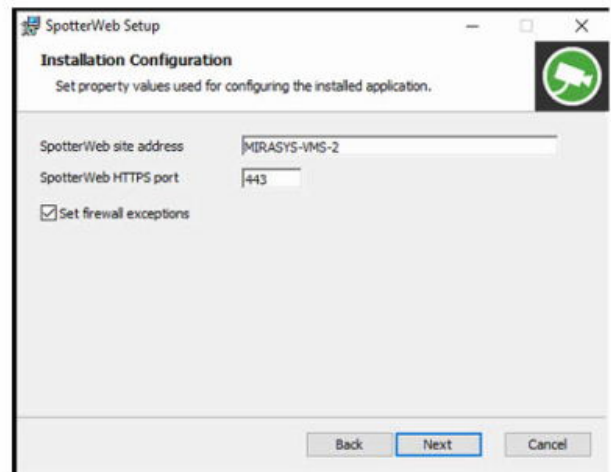 SpotterWeb Setup
Installation Configuration
Set property values used for configuring the installed application.
SpotterWeb site address MIRASYS-VMS-2
SpotterWeb HTTPS port 443
Set firewall exceptions
Back Next Cancel